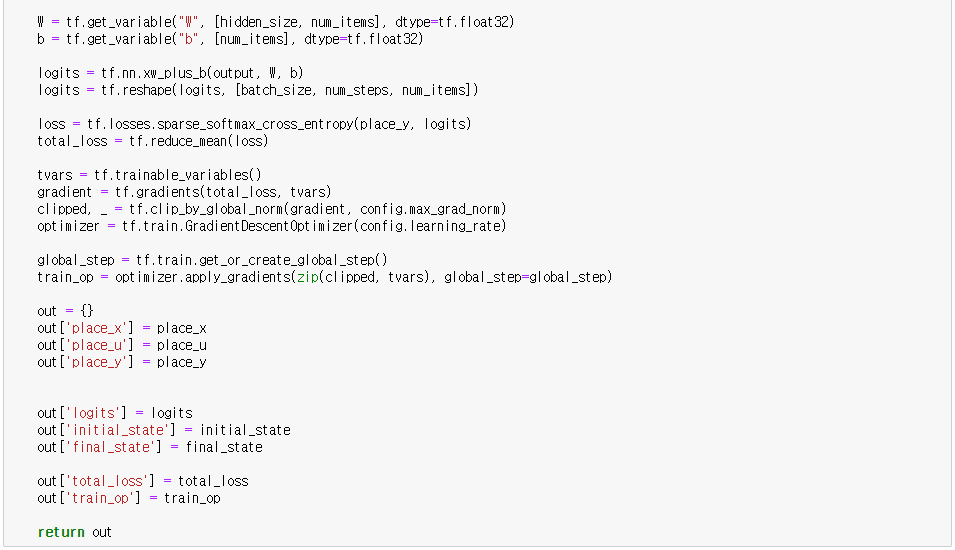 W = tf.get_variable("W", [hidden_size, num_items], dtype=tf.float32)
b = tf.get_variable("b", [num_items], dtype=tf.float32)
logits = tf.nn.xw_plus_b(output, W, b)
logits = tf.reshape(logits, [batch_size, num_steps, num_items])
loss = tf.losses.sparse_softmax_cross_entropy(place_y, logits)
total_loss = tf.reduce_mean(loss)
tvars = tf.trainable_variables()
gradient = tf.gradients(total_loss, tvars)
clipped, _ = tf.clip_by_global_norm(gradient, config.max_grad_norm)
optimizer = tf.train.GradientDescentOptimizer(config.learning_rate)
global_step = tf.train.get_or_create_global_step()
train_op = optimizer.apply_gradients(zip(clipped, tvars), global_step=global_step)
out = {}
out['place_x'] = place_x
out['place_u'] = place_u
out['place_y'] = place_y
out['logits'] = logits
out['initial_state'] = initial_state
out['final_state'] = final_state
out['total_loss'] = total_loss
out['train_op'] = train_op
return out